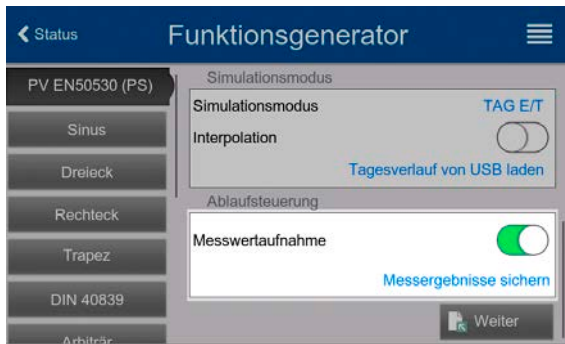 Status
Funktionsgenerator
PV EN50530 (PS)
Sinus
Dreieck
Rechteck
Trapez
DIN 40839
Arbiträr
Simulationsmodus
Simulationsmodus TAG E/T
Interpolation
Tagesverlauf von USB laden
Ablaufsteuerung
Messwertaufnahme
Messergebnisse sichern
Weiter